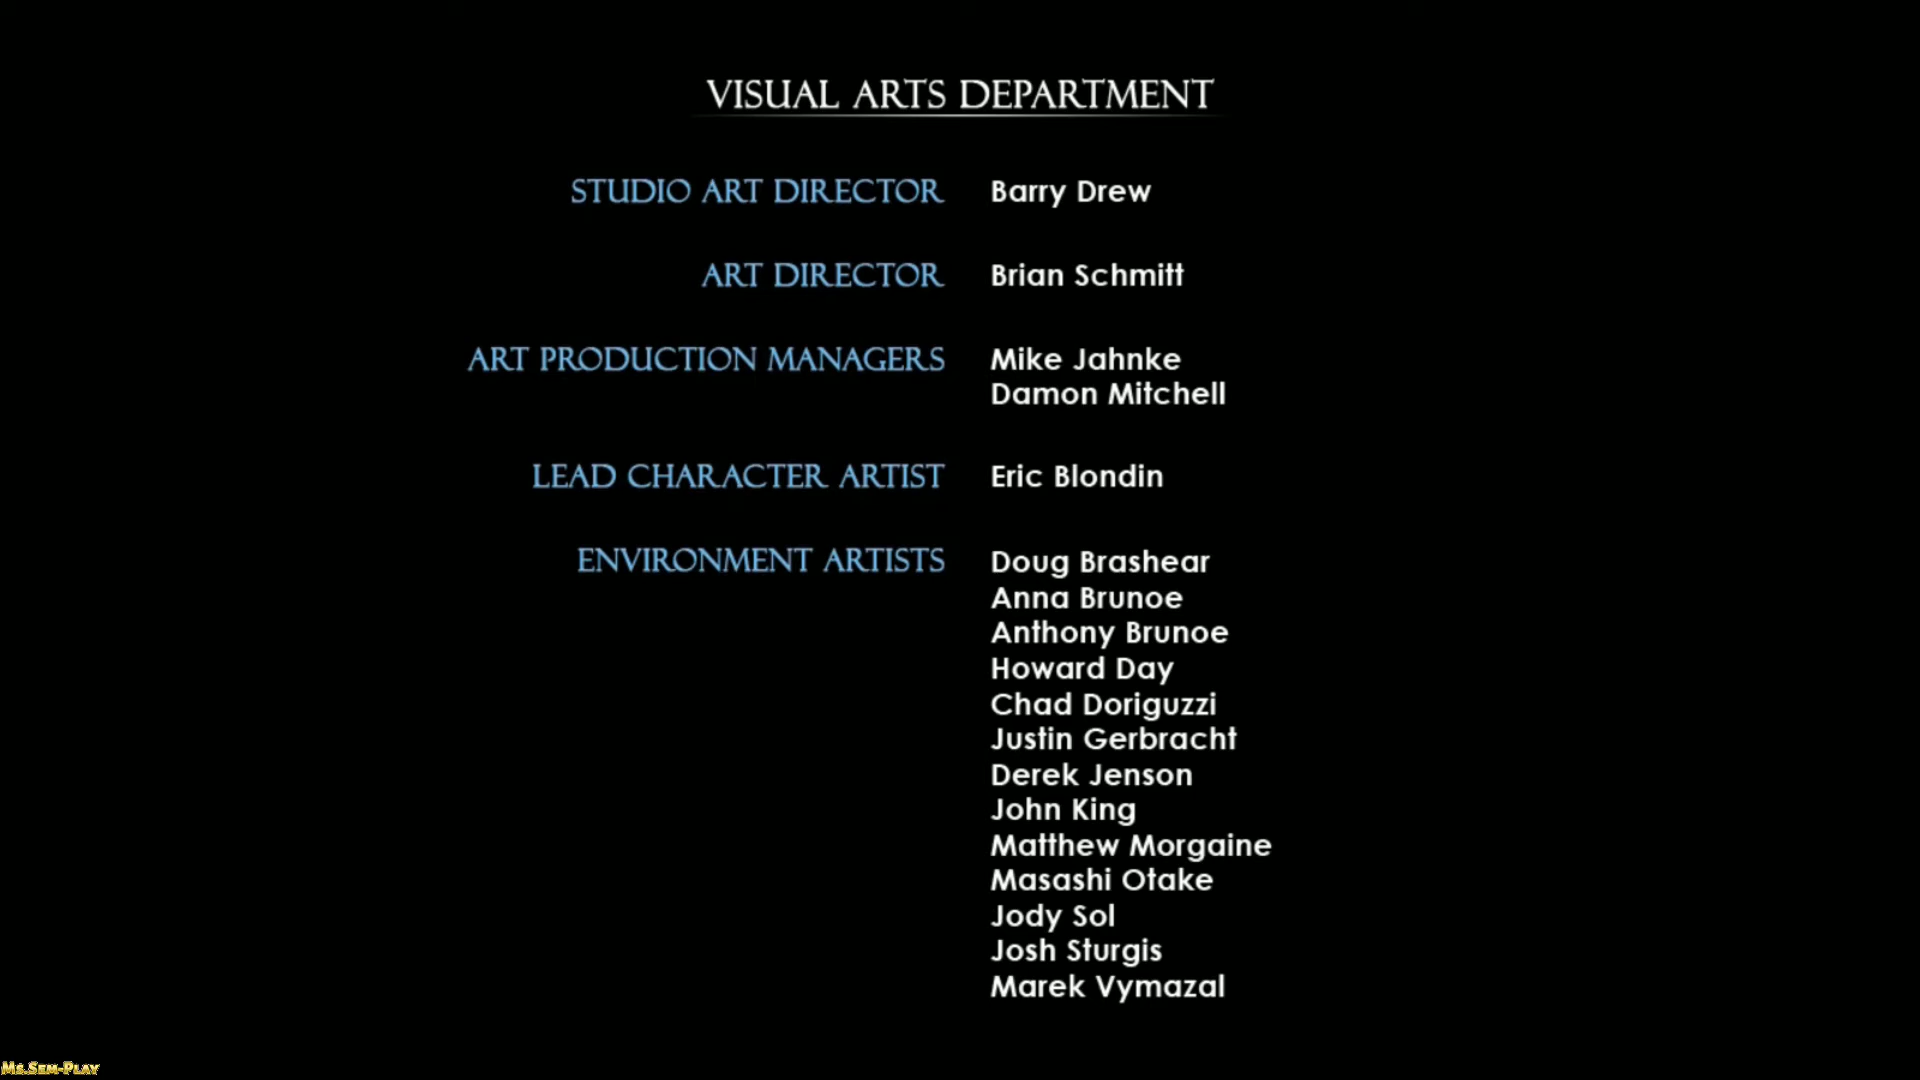 VISUAL ARTS DEPARTMENT
STUDIO ART DIRECTOR Barry Drew
ART DIRECTOR Brian Schmitt
ART PRODUCTION MANAGERS Mike Jahnke
Damon Mitchell
LEAD CHARACTER ARTIST Eric Blondin
ENVIRONMENT ARTISTS Doug Brashear
Anna Brunoe
Anthony Brunoe
Howard Day
Chad Doriguzzi
Justin Gerbracht
Derek Jenson
John King
Matthew Morgaine
Masashi Otake
Jody Sol
Josh Sturgis
Marek Vymazal
Ms.Sem-Play